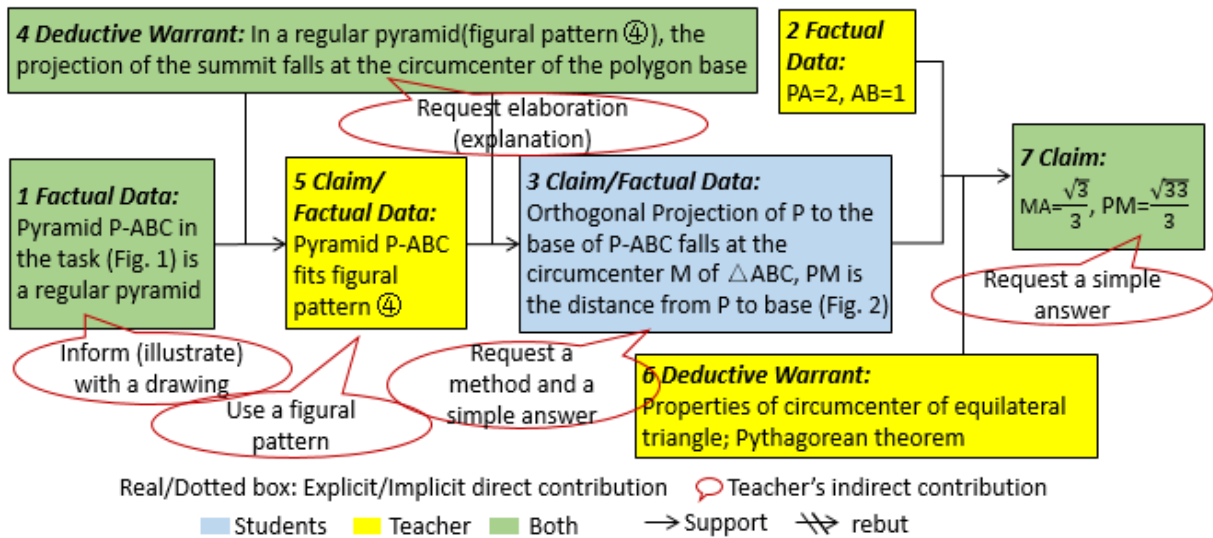 4 Deductive Warrant: In a regular pyramid(figural pattern ④), the
projection of the summit falls at the circumcenter of the polygon base
Request elaboration
(explanation)
2 Factual
Data:
PA=2, AB=1
1 Factual Data:
Pyramid P-ABC in
the task (Fig. 1) is
a regular pyramid
Inform (illustrate)
with a drawing
5 Claim/
Factual Data:
Pyramid P-ABC
fits figural
pattern ④
Use a figural
pattern
3 Claim/Factual Data:
Orthogonal Projection of P to the
base of P-ABC falls at the
circumcenter M of △ABC, PM is
the distance from P to base (Fig. 2)
Request a
method and a
simple answer
7 Claim:
MA=√3/3, PM=√33/3
Request a simple
answer
6 Deductive Warrant:
Properties of circumcenter of equilateral
triangle; Pythagorean theorem
Real/Dotted box: Explicit/Implicit direct contribution Teacher's indirect contribution
Students Teacher Both Support rebut